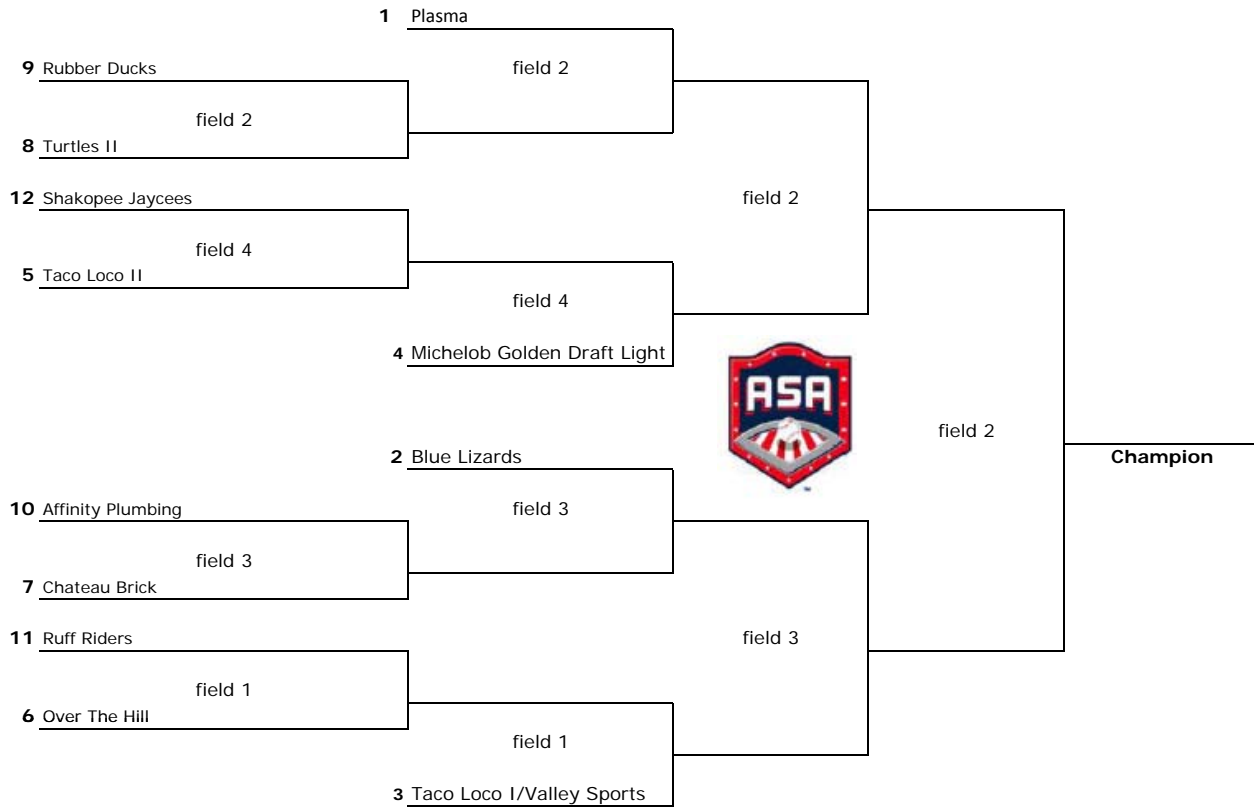 1 Plasma
9 Rubber Ducks
field 2
field 2
8 Turtles II
12 Shakopee Jaycees
field 2
field 4
5 Taco Loco II
field 4
4 Michelob Golden Draft Light
ASA
field 2
2 Blue Lizards
Champion
10 Affinity Plumbing
field 3
field 3
7 Chateau Brick
11 Ruff Riders
field 3
field 1
6 Over The Hill
field 1
3 Taco Loco I/Valley Sports